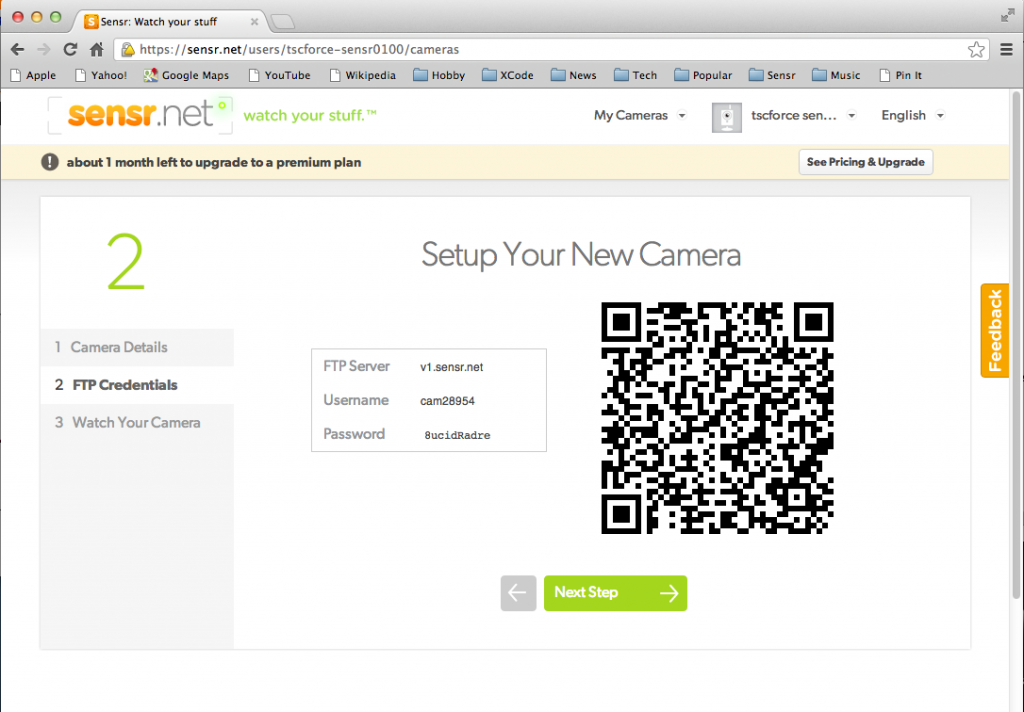 Sensr: Watch your stuff
https://sensr.net/users/tscforce-sensr0100/cameras
Apple Yahoo! Google Maps YouTube Wikipedia Hobby XCode News Tech Popular Sensr Music Pin It
sensr.net watch your stuff.™ My Cameras tscforce sen... English
about 1 month left to upgrade to a premium plan See Pricing & Upgrade
2
Setup Your New Camera
1 Camera Details
2 FTP Credentials
3 Watch Your Camera
FTP Server v1.sensr.net
Username cam28954
Password 8ucidRadre
Next Step
Feedback